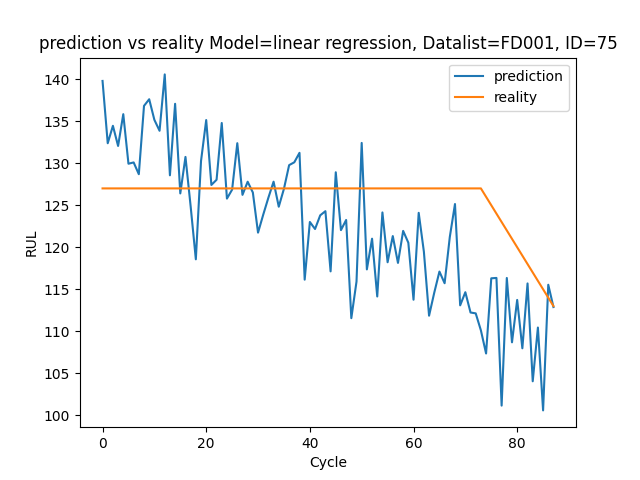 prediction vs reality Model=linear regression, Datalist=FD001, ID=75
prediction
reality
140
135
130
125
120
115
110
105
100
RUL
0 20 40 60 80
Cycle